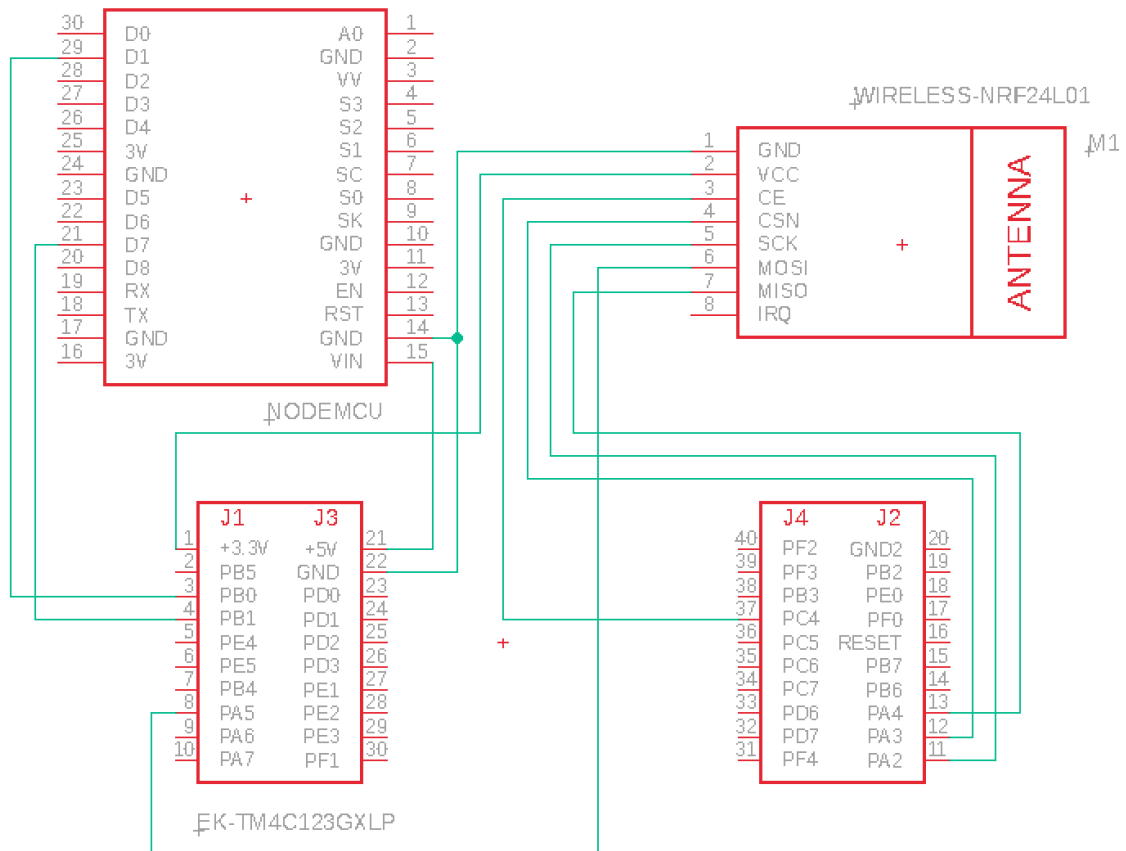 30 D0 A0 1
29 D1 GND 2
28 D2 VV 3
27 D3 S3 4
26 D4 S2 5
25 3V S1 6
24 GND SC 7
23 D5 S0 8
22 D6 SK 9
21 D7 GND 10
20 D8 3V 11
19 RX EN 12
18 TX RST 13
17 GND GND 14
16 3V VIN 15
NODEMCU
WIRELESS-NRF24L01
M1
1 GND
2 VCC
3 CE
4 CSN
5 SCK
6 MOSI
7 MISO
8 IRQ
ANTENNA
J1 J3
1 +3.3V +5V 21
2 PB5 GND 22
3 PB0 PD0 23
4 PB1 PD1 24
5 PE4 PD2 25
6 PE5 PD3 26
7 PB4 PE1 27
8 PA5 PE2 28
9 PA6 PE3 29
10 PA7 PF1 30
EK-TM4C123GXLP
J4 J2
40 PF2 GND2 20
39 PF3 PB2 19
38 PB3 PE0 18
37 PC4 PF0 17
36 PC5 RESET 16
35 PC6 PB7 15
34 PC7 PB6 14
33 PD6 PA4 13
32 PD7 PA3 12
31 PF4 PA2 11